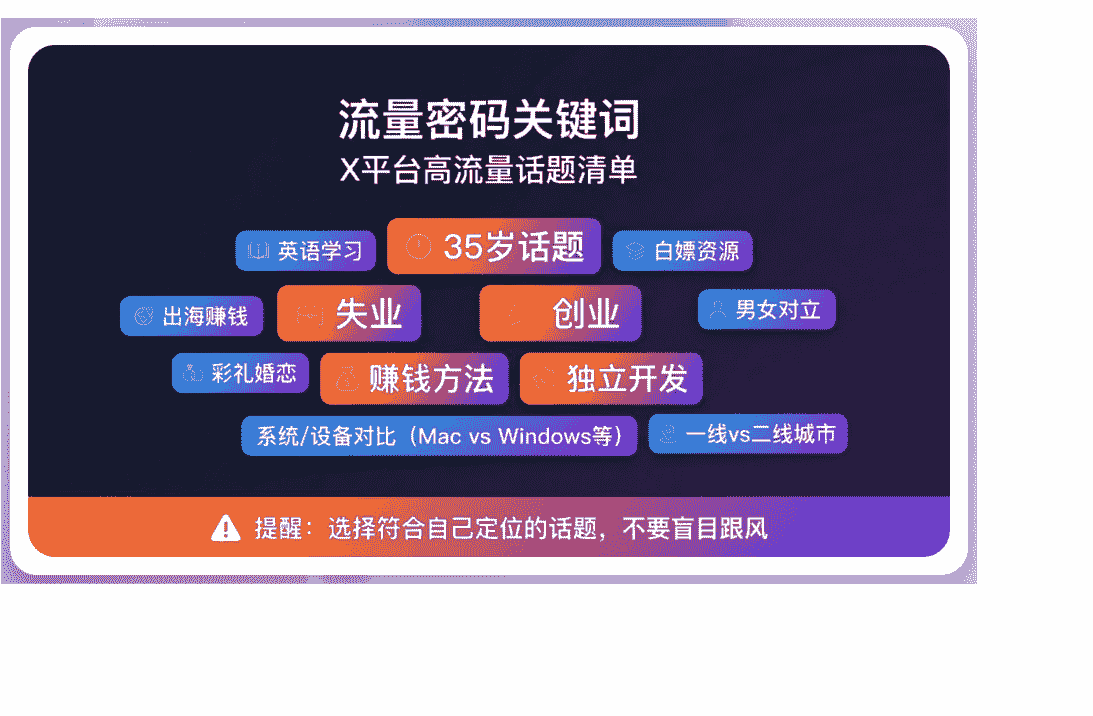 流量密码关键词
X平台高流量话题清单
英语学习
35岁话题
白嫖资源
出海赚钱
失业
创业
男女对立
彩礼婚恋
赚钱方法
独立开发
系统/设备对比（Mac vs Windows等）
一线vs二线城市
提醒：选择符合自己定位的话题，不要盲目跟风